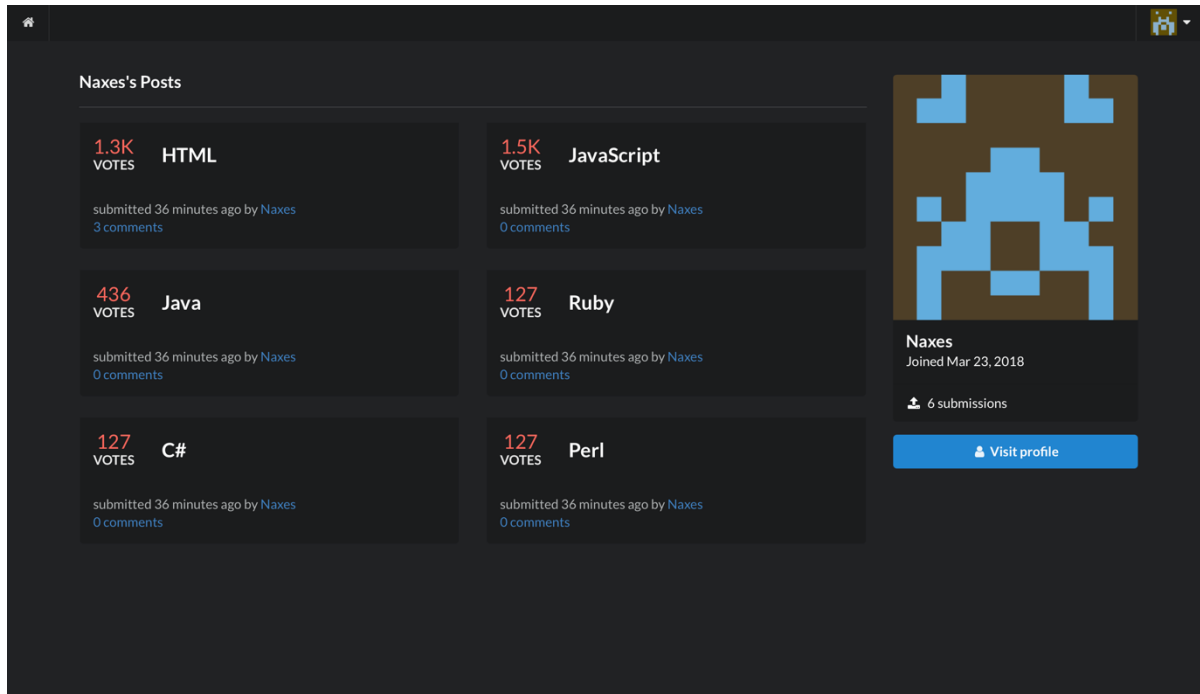 Naxes's Posts
1.3K
VOTES
HTML
submitted 36 minutes ago by Naxes
3 comments
1.5K
VOTES
JavaScript
submitted 36 minutes ago by Naxes
0 comments
436
VOTES
Java
submitted 36 minutes ago by Naxes
0 comments
127
VOTES
Ruby
submitted 36 minutes ago by Naxes
0 comments
127
VOTES
C#
submitted 36 minutes ago by Naxes
0 comments
127
VOTES
Perl
submitted 36 minutes ago by Naxes
0 comments
Naxes
Joined Mar 23, 2018
6 submissions
Visit profile